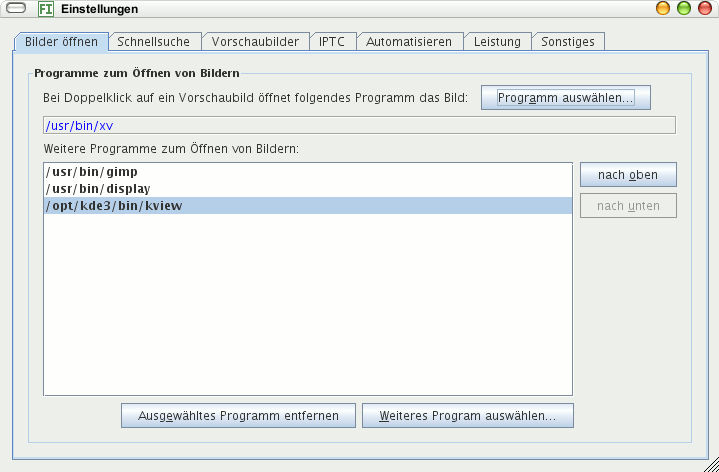 FI Einstellungen
Bilder öffnen Schnellsuche Vorschaubilder IPTC Automatisieren Leistung Sonstiges
Programme zum Öffnen von Bildern
Bei Doppelklick auf ein Vorschaubild öffnet folgendes Programm das Bild: Programm auswählen...
/usr/bin/xv
Weitere Programme zum Öffnen von Bildern:
/usr/bin/gimp
/usr/bin/display
/opt/kde3/bin/kview
nach oben
nach unten
Ausgewähltes Programm entfernen Weiteres Program auswählen...